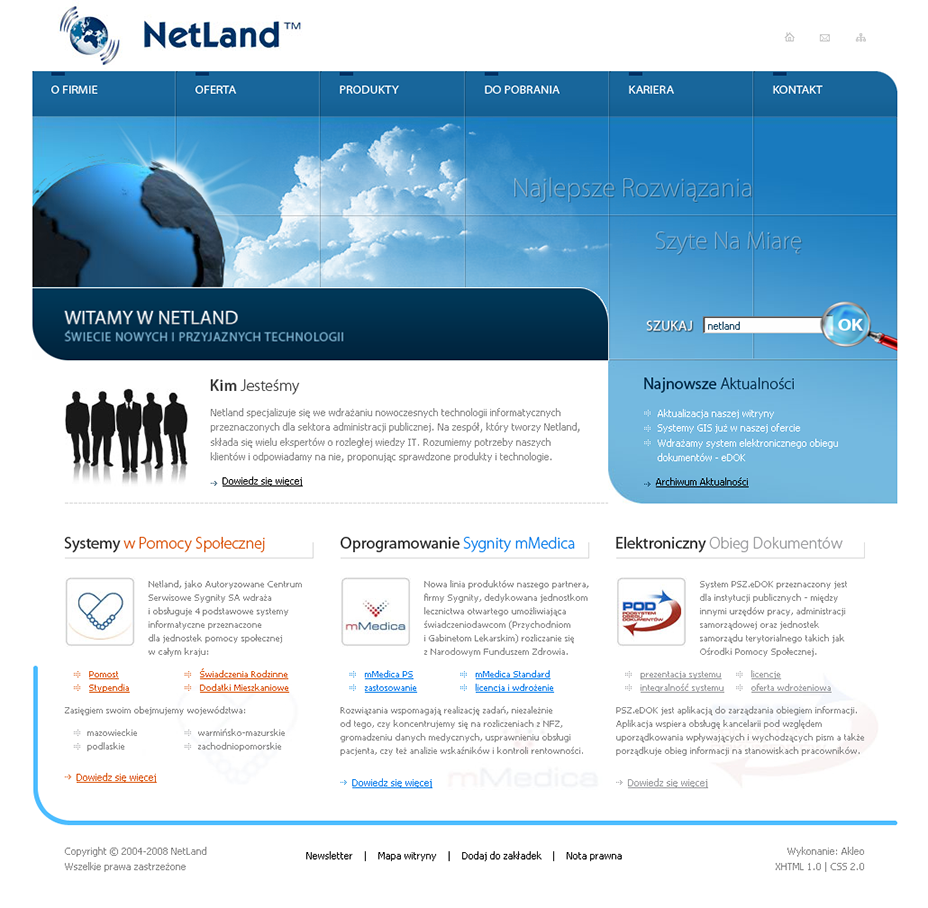 NetLand™
O FIRMIE
OFERTA
PRODUKTY
DO POBRANIA
KARIERA
KONTAKT
Najlepsze Rozwiązania
Szyte Na Miarę
WITAMY W NETLAND
ŚWIECIE NOWYCH I PRZYJAZNYCH TECHNOLOGII
SZUKAJ
netland
OK
Kim Jesteśmy
Netland specjalizuje się we wdrażaniu nowoczesnych technologii informatycznych
przeznaczonych dla sektora administracji publicznej. Na zespół, który tworzy Netland,
składa się wielu ekspertów o rozległej wiedzy IT. Rozumiemy potrzeby naszych
klientów i odpowiadamy na nie, proponując sprawdzone produkty i technologie.
Dowiedz się więcej
Najnowsze Aktualności
Aktualizacja naszej witryny
Systemy GIS już w naszej ofercie
Wdrażamy system elektronicznego obiegu
dokumentów - eDOK
Archiwum Aktualności
Systemy w Pomocy Społecznej
Netland, jako Autoryzowane Centrum
Serwisowe Sygnity SA wdraża
i obsługuje 4 podstawowe systemy
informatyczne przeznaczone
dla jednostek pomocy społecznej
w całym kraju:
Pomost
Świadczenia Rodzinne
Stypendia
Dodatki Mieszkaniowe
Zasięgiem swoim obejmujemy województwa:
mazowieckie
warmińsko-mazurskie
podlaskie
zachodniopomorskie
Dowiedz się więcej
Oprogramowanie Sygnity mMedica
mMedica
Nowa linia produktów naszego partnera,
firmy Sygnity, dedykowana jednostkom
lecznictwa otwartego umożliwiająca
świadczeniodawcom (Przychodniom
i Gabinetom Lekarskim) rozliczanie się
z Narodowym Funduszem Zdrowia.
mMedica PS
mMedica Standard
zastosowanie
licencja i wdrożenie
Rozwiązania wspomagają realizację zadań, niezależnie
od tego, czy koncentrujemy się na rozliczeniach z NFZ,
gromadzeniu danych medycznych, usprawnieniu obsługi
pacjenta, czy też analizie wskaźników i kontroli rentowności.
Dowiedz się więcej
mMedica
Elektroniczny Obieg Dokumentów
POD
PODSYSTEM
OBIEGU
DOKUMENTÓW
System PSZ.eDOK przeznaczony jest
dla instytucji publicznych - między
innymi urzędów pracy, administracji
samorządowej oraz jednostek
samorządu terytorialnego takich jak
Ośrodki Pomocy Społecznej.
prezentacja systemu
licencje
integralność systemu
oferta wdrożeniowa
PSZ.eDOK jest aplikacją do zarządzania obiegiem informacji.
Aplikacja wspiera obsługę kancelarii pod względem
uporządkowania wpływających i wychodzących pism a także
porządkuje obieg informacji na stanowiskach pracowników.
Dowiedz się więcej
Copyright © 2004-2008 NetLand
Wszelkie prawa zastrzeżone
Newsletter | Mapa witryny | Dodaj do zakładek | Nota prawna
Wykonanie: Akleo
XHTML 1.0 | CSS 2.0